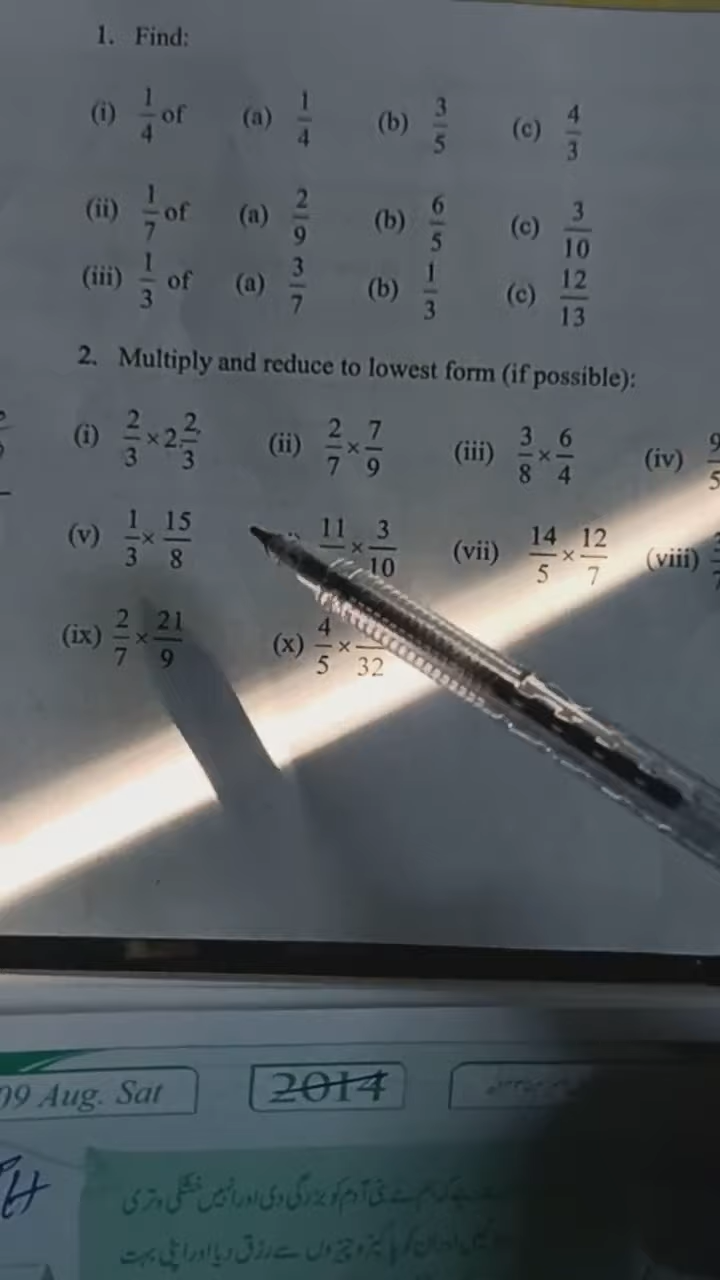 1. Find:
(i) 1/4 of (a) 1/4 (b) 3/5 (c) 4/3
(ii) 1/7 of (a) 2/9 (b) 6/5 (c) 3/10
(iii) 1/3 of (a) 3/7 (b) 1/3 (c) 12/13
2. Multiply and reduce to lowest form (if possible):
(i) 2/3 × 2 2/3 (ii) 2/7 × 7/9 (iii) 3/8 × 6/4 (iv) 9/5
(v) 1/3 × 15/8 11/ × 3/10 (vii) 14/5 × 12/7 (viii)
(ix) 2/7 × 21/9 (x) 4/5 × /32
09 Aug. Sat 2014